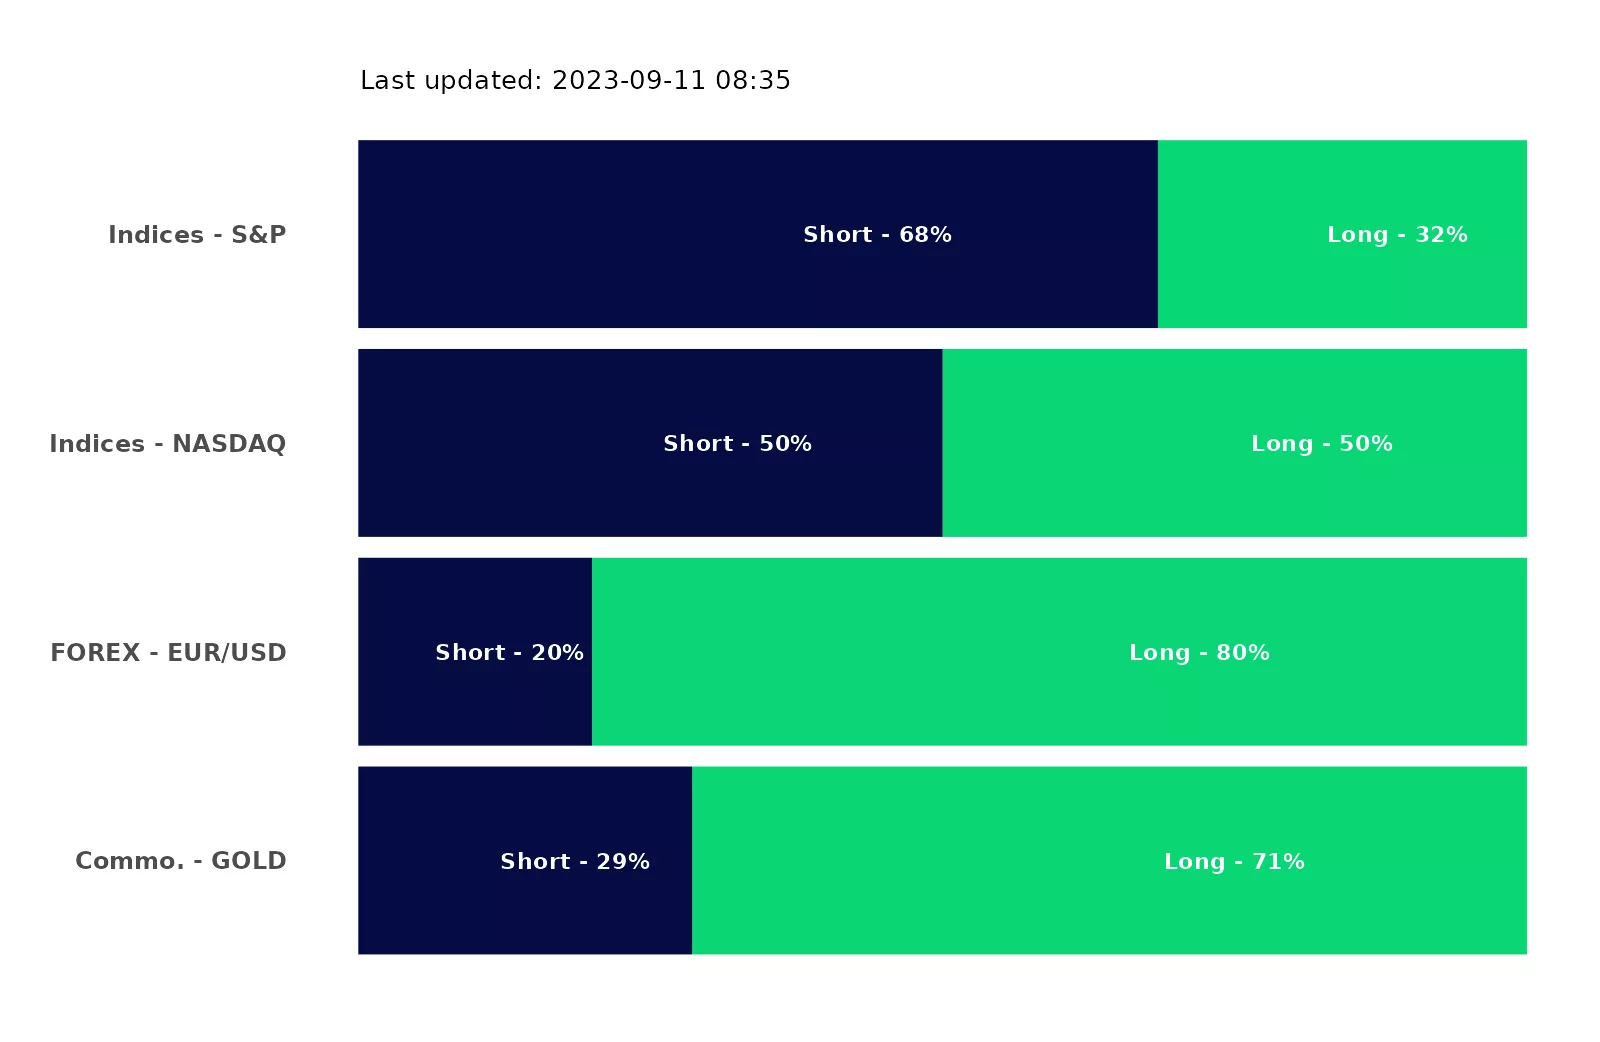 Last updated: 2023-09-11 08:35
Indices - S&P Short - 68% Long - 32%
Indices - NASDAQ Short - 50% Long - 50%
FOREX - EUR/USD Short - 20% Long - 80%
Commo. - GOLD Short - 29% Long - 71%